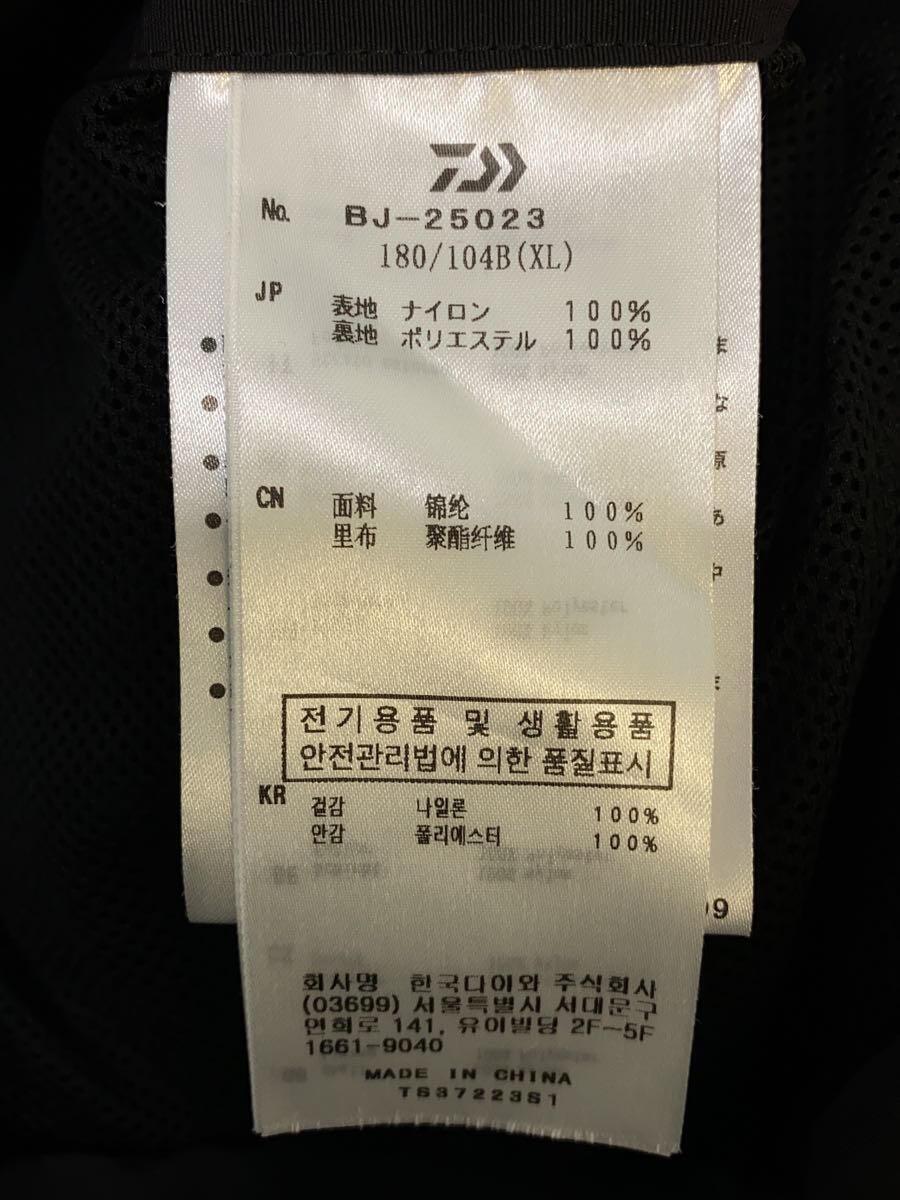 No. BJ-25023
180/104B(XL)
JP 表地 ナイロン 100%
裏地 ポリエステル 100%
CN 面料 锦纶 100%
里布 聚酯纤维 100%
전기용품 및 생활용품
안전관리법에 의한 품질표시
KR 겉감 나일론 100%
안감 폴리에스터 100%
회사명 한국다이와 주식회사
(03699) 서울특별시 서대문구
연희로 141, 유이빌딩 2F~5F
1661-9040
MADE IN CHINA
TS37223S1